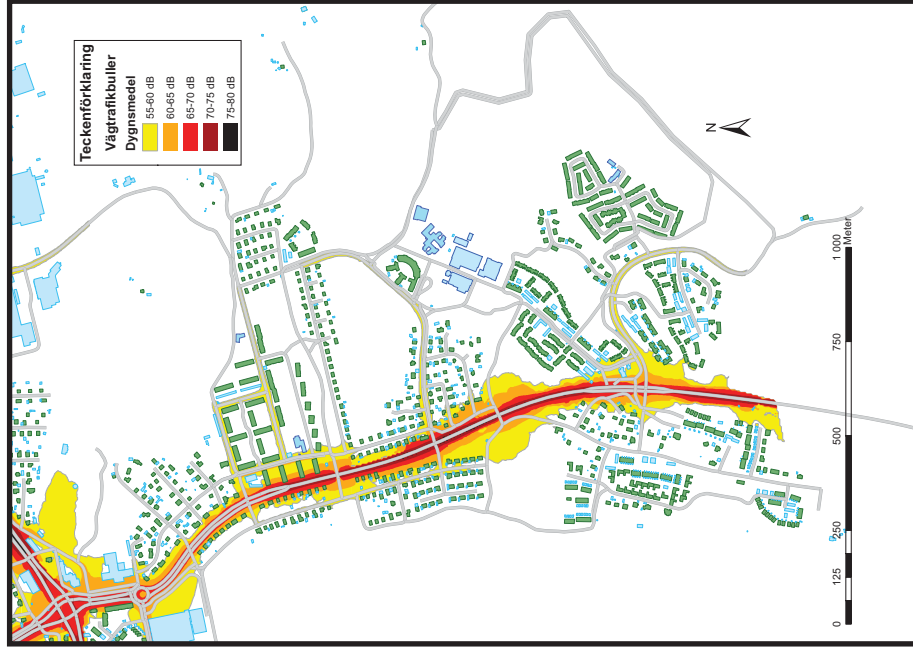 Teckenförklaring
Vägtrafikbuller
Dygnsmedel
55-60 dB
60-65 dB
65-70 dB
70-75 dB
75-80 dB
N
0 125 250 500 750 1 000
Meter